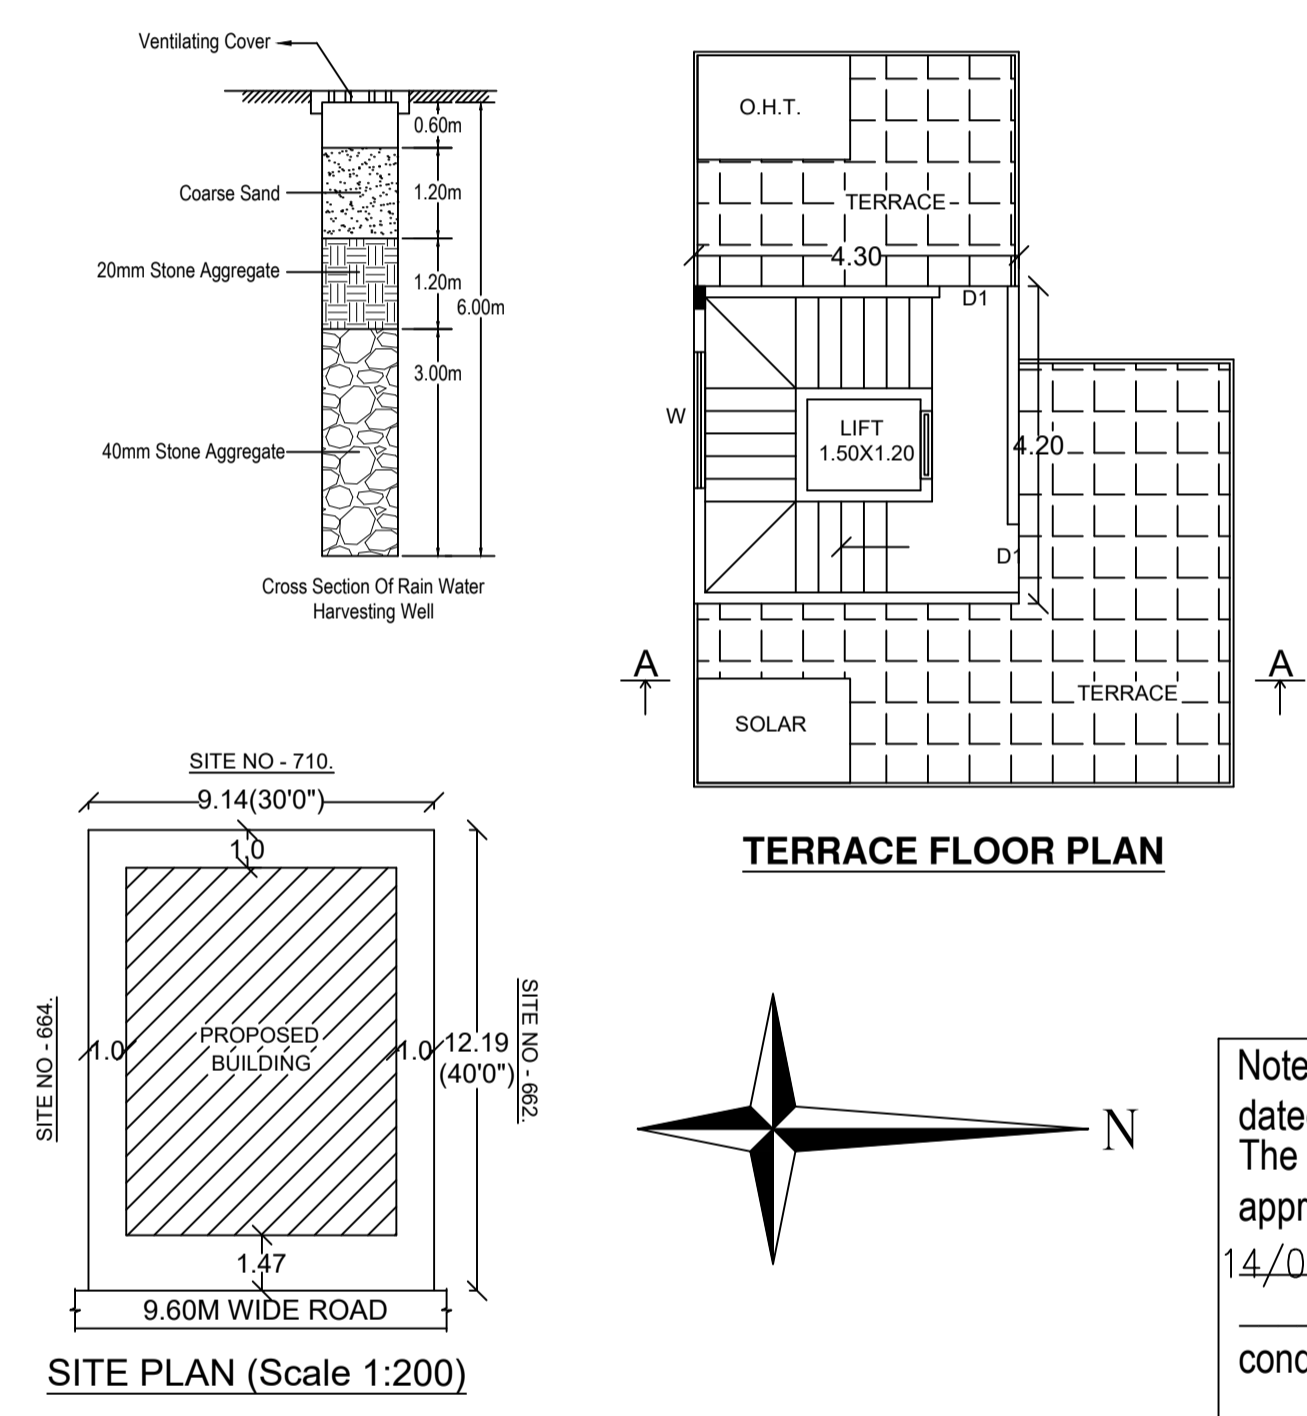 Ventilating Cover
0.60m
Coarse Sand
1.20m
20mm Stone Aggregate
1.20m
6.00m
3.00m
40mm Stone Aggregate
Cross Section Of Rain Water
Harvesting Well
O.H.T.
TERRACE
4.30
D1
W
LIFT
1.50X1.20
4.20
D1
A
A
TERRACE
SOLAR
TERRACE FLOOR PLAN
SITE NO - 710.
9.14(30'0")
1.0
SITE NO - 664.
1.0
PROPOSED
BUILDING
1.0
12.19
(40'0")
SITE NO - 662.
1.47
9.60M WIDE ROAD
SITE PLAN (Scale 1:200)
N
Note
The
14/0